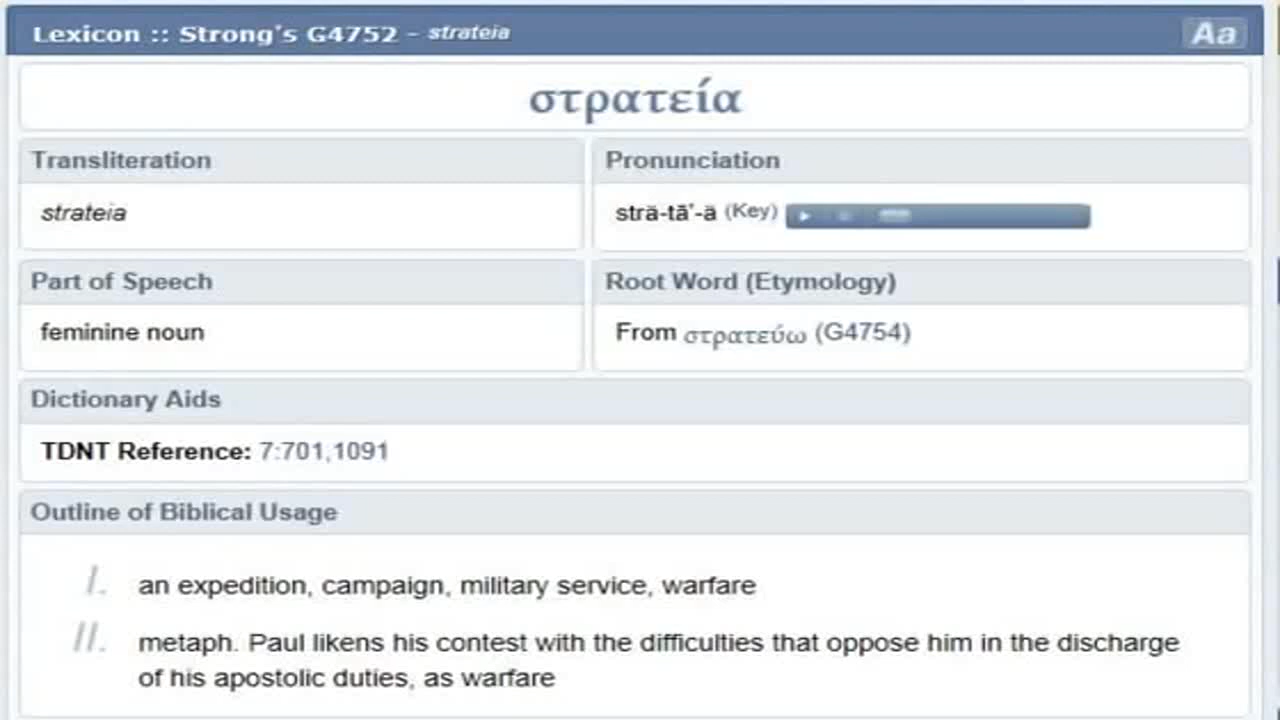 Lexicon :: Strong's G4752 – strateia
Aa
στρατεία
Transliteration
strateia
Pronunciation
strä-tā'-ä (Key)
Part of Speech
feminine noun
Root Word (Etymology)
From στρατεύω (G4754)
Dictionary Aids
TDNT Reference: 7:701,1091
Outline of Biblical Usage
I. an expedition, campaign, military service, warfare
II. metaph. Paul likens his contest with the difficulties that oppose him in the discharge
of his apostolic duties, as warfare